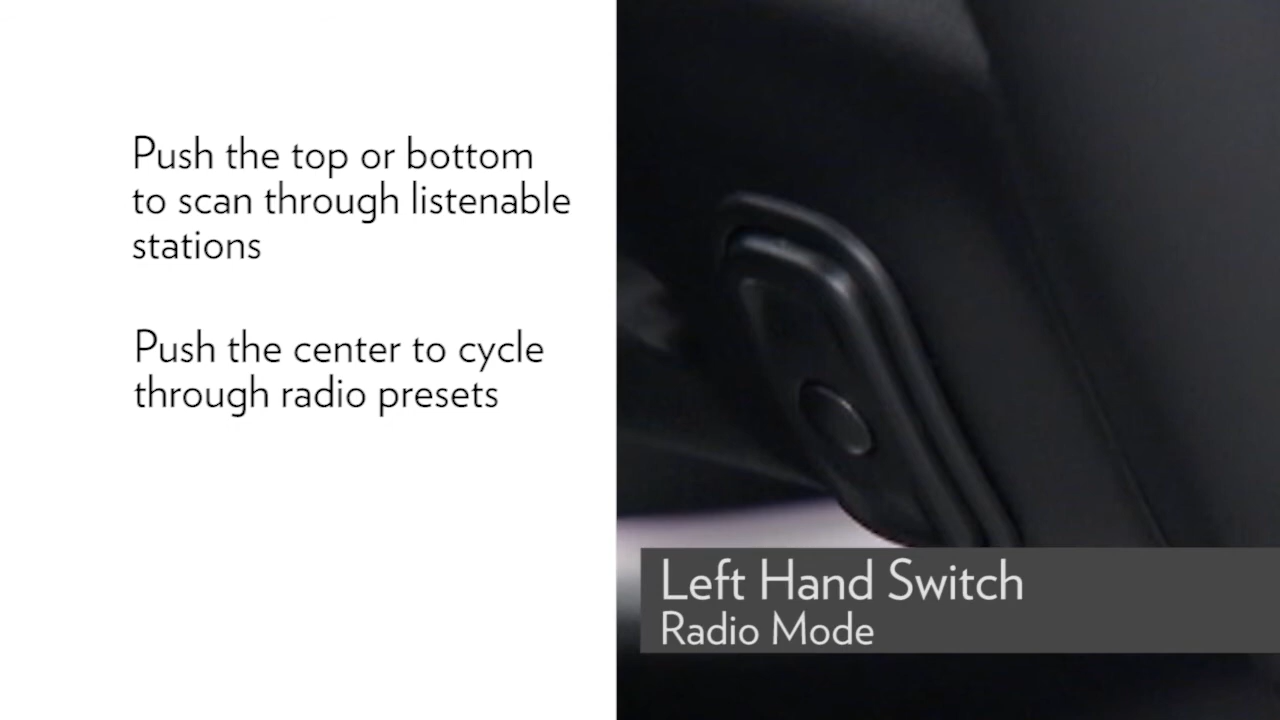 Push the top or bottom
to scan through listenable
stations
Push the center to cycle
through radio presets
Left Hand Switch
Radio Mode